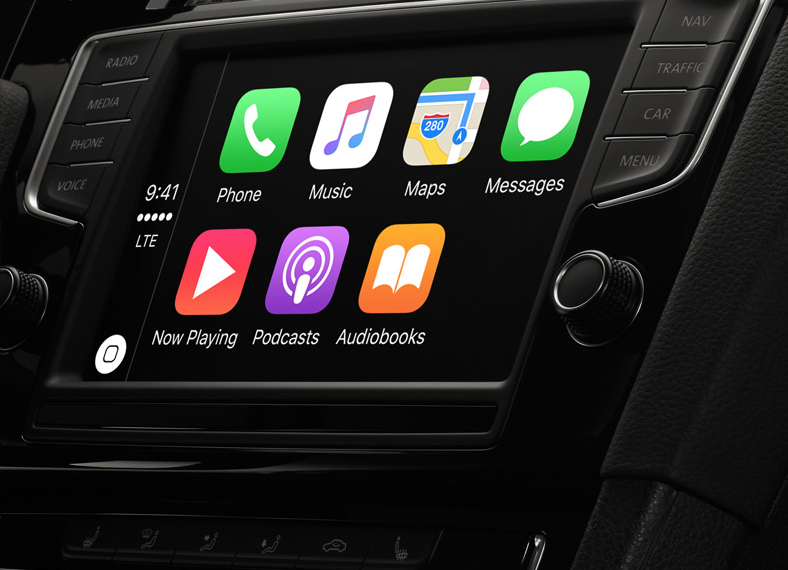 RADIO
MEDIA
PHONE
VOICE
NAV
TRAFFIC
CAR
MENU
9:41
LTE
280
Phone
Music
Maps
Messages
Now Playing
Podcasts
Audiobooks